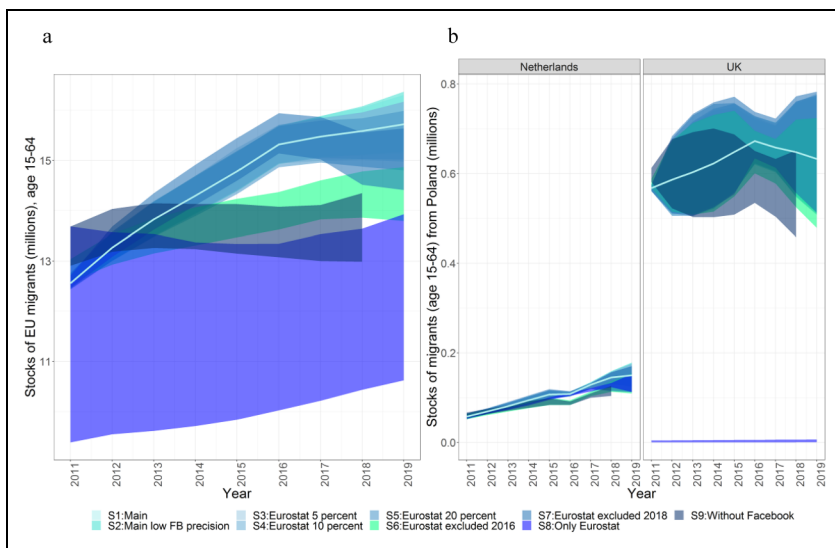 a
b
Netherlands
UK
Stocks of EU migrants (millions), age 15-64
15
13
11
2011 2012 2013 2014 2015 2016 2017 2018 2019
Year
Stocks of migrants (age 15-64) from Poland (millions)
0.8
0.6
0.4
0.2
0.0
2011 2012 2013 2014 2015 2016 2017 2018 2019
2011 2012 2013 2014 2015 2016 2017 2018 2019
Year
S1:Main S3:Eurostat 5 percent S5:Eurostat 20 percent S7:Eurostat excluded 2018 S9:Without Facebook
S2:Main low FB precision S4:Eurostat 10 percent S6:Eurostat excluded 2016 S8:Only Eurostat